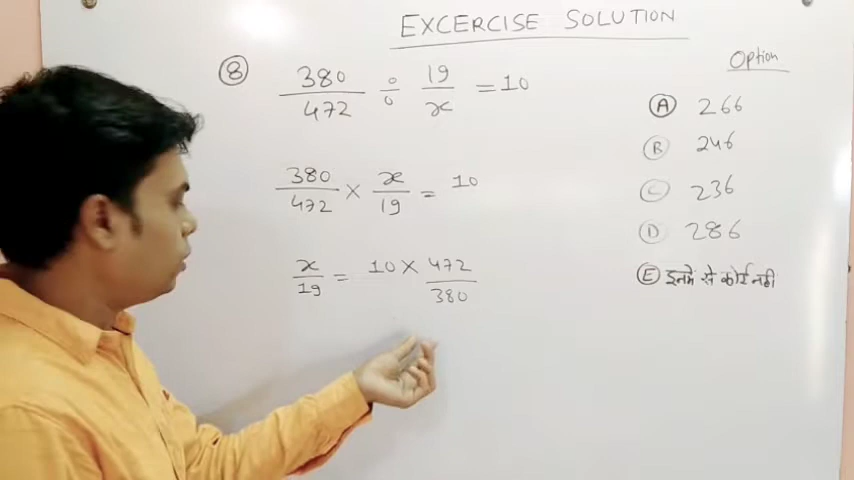 EXCERCISE SOLUTION
Option
(8) 380/472 ÷ 19/x = 10
(A) 266
(B) 246
380/472 × x/19 = 10
(C) 236
(D) 286
x/19 = 10 × 472/380
(E) इनमे से कोई नही